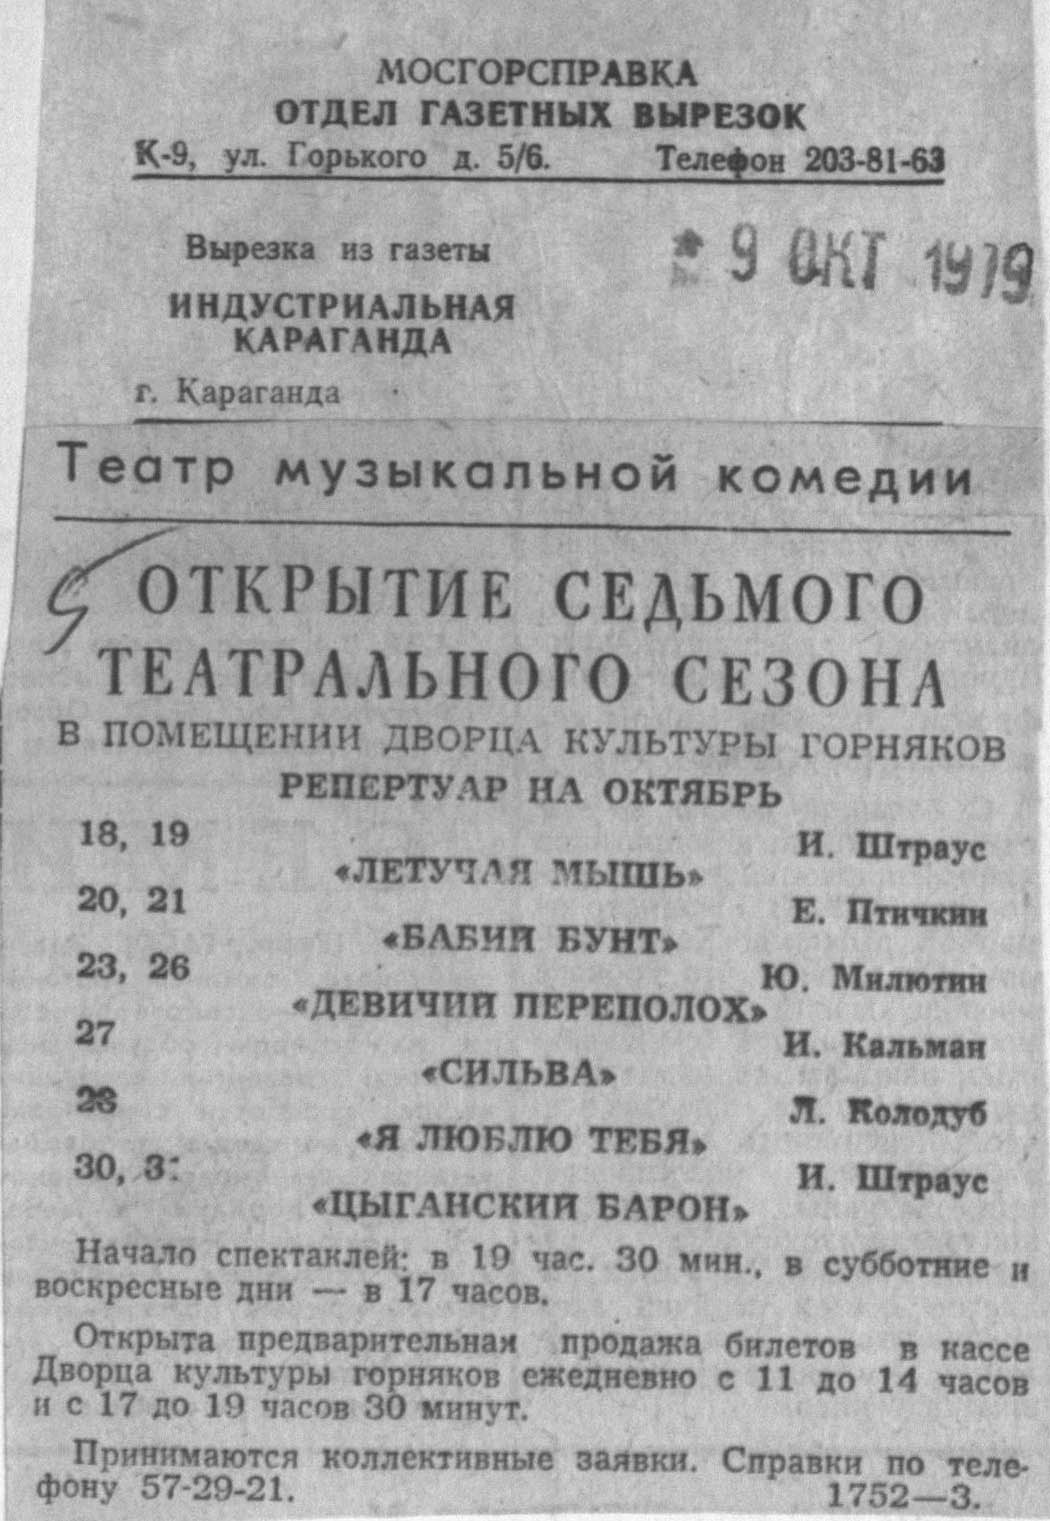 МОСГОРСПРАВКА
ОТДЕЛ ГАЗЕТНЫХ ВЫРЕЗОК
К-9, ул. Горького д. 5/6. Телефон 203-81-63
Вырезка из газеты
9 ОКТ 1979
ИНДУСТРИАЛЬНАЯ
КАРАГАНДА
г. Караганда
Театр музыкальной комедии
ОТКРЫТИЕ СЕДЬМОГО
ТЕАТРАЛЬНОГО СЕЗОНА
В ПОМЕЩЕНИИ ДВОРЦА КУЛЬТУРЫ ГОРНЯКОВ
РЕПЕРТУАР НА ОКТЯБРЬ
18, 19 И. Штраус
«ЛЕТУЧАЯ МЫШЬ»
20, 21 Е. Птичкин
«БАБИЙ БУНТ»
23, 26 Ю. Милютин
«ДЕВИЧИЙ ПЕРЕПОЛОХ»
27 И. Кальман
«СИЛЬВА»
28 Л. Колодуб
«Я ЛЮБЛЮ ТЕБЯ»
30, 31 И. Штраус
«ЦЫГАНСКИЙ БАРОН»
Начало спектаклей: в 19 час. 30 мин., в субботние и
воскресные дни — в 17 часов.
Открыта предварительная продажа билетов в кассе
Дворца культуры горняков ежедневно с 11 до 14 часов
и с 17 до 19 часов 30 минут.
Принимаются коллективные заявки. Справки по теле-
фону 57-29-21.
1752—3.